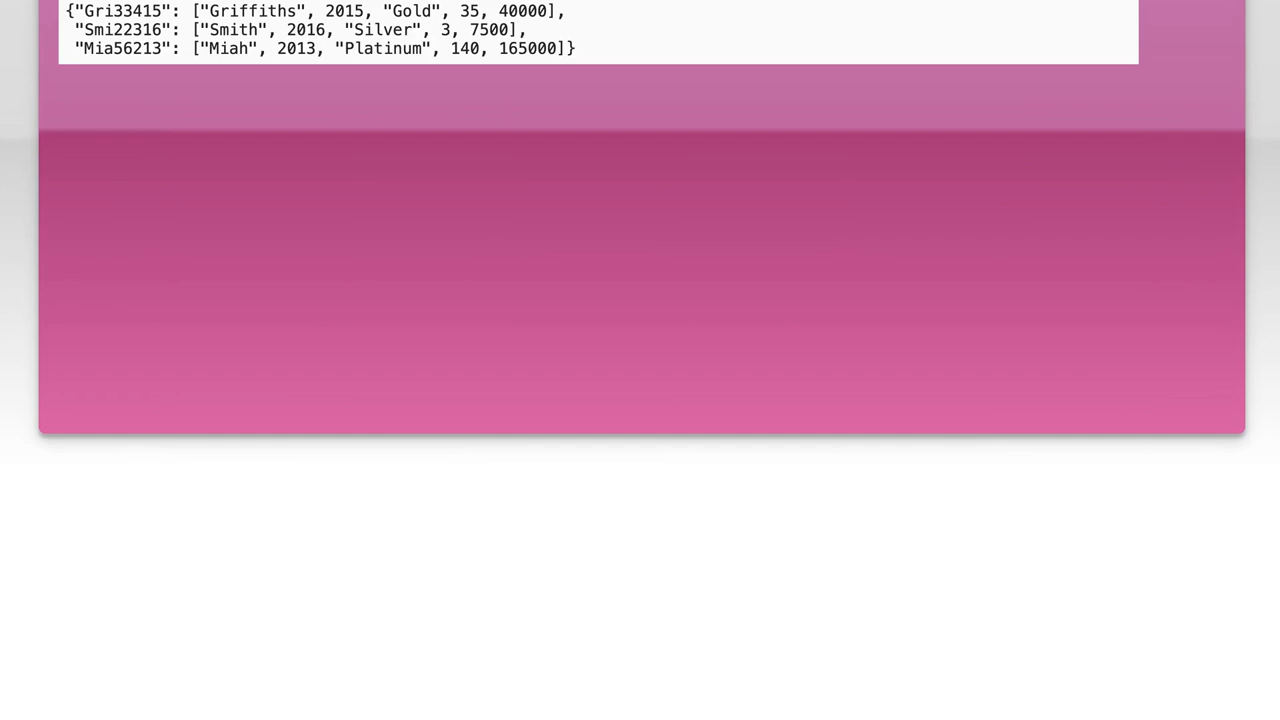 {"Gri33415": ["Griffiths", 2015, "Gold", 35, 40000],
"Smi22316": ["Smith", 2016, "Silver", 3, 7500],
"Mia56213": ["Miah", 2013, "Platinum", 140, 165000]}